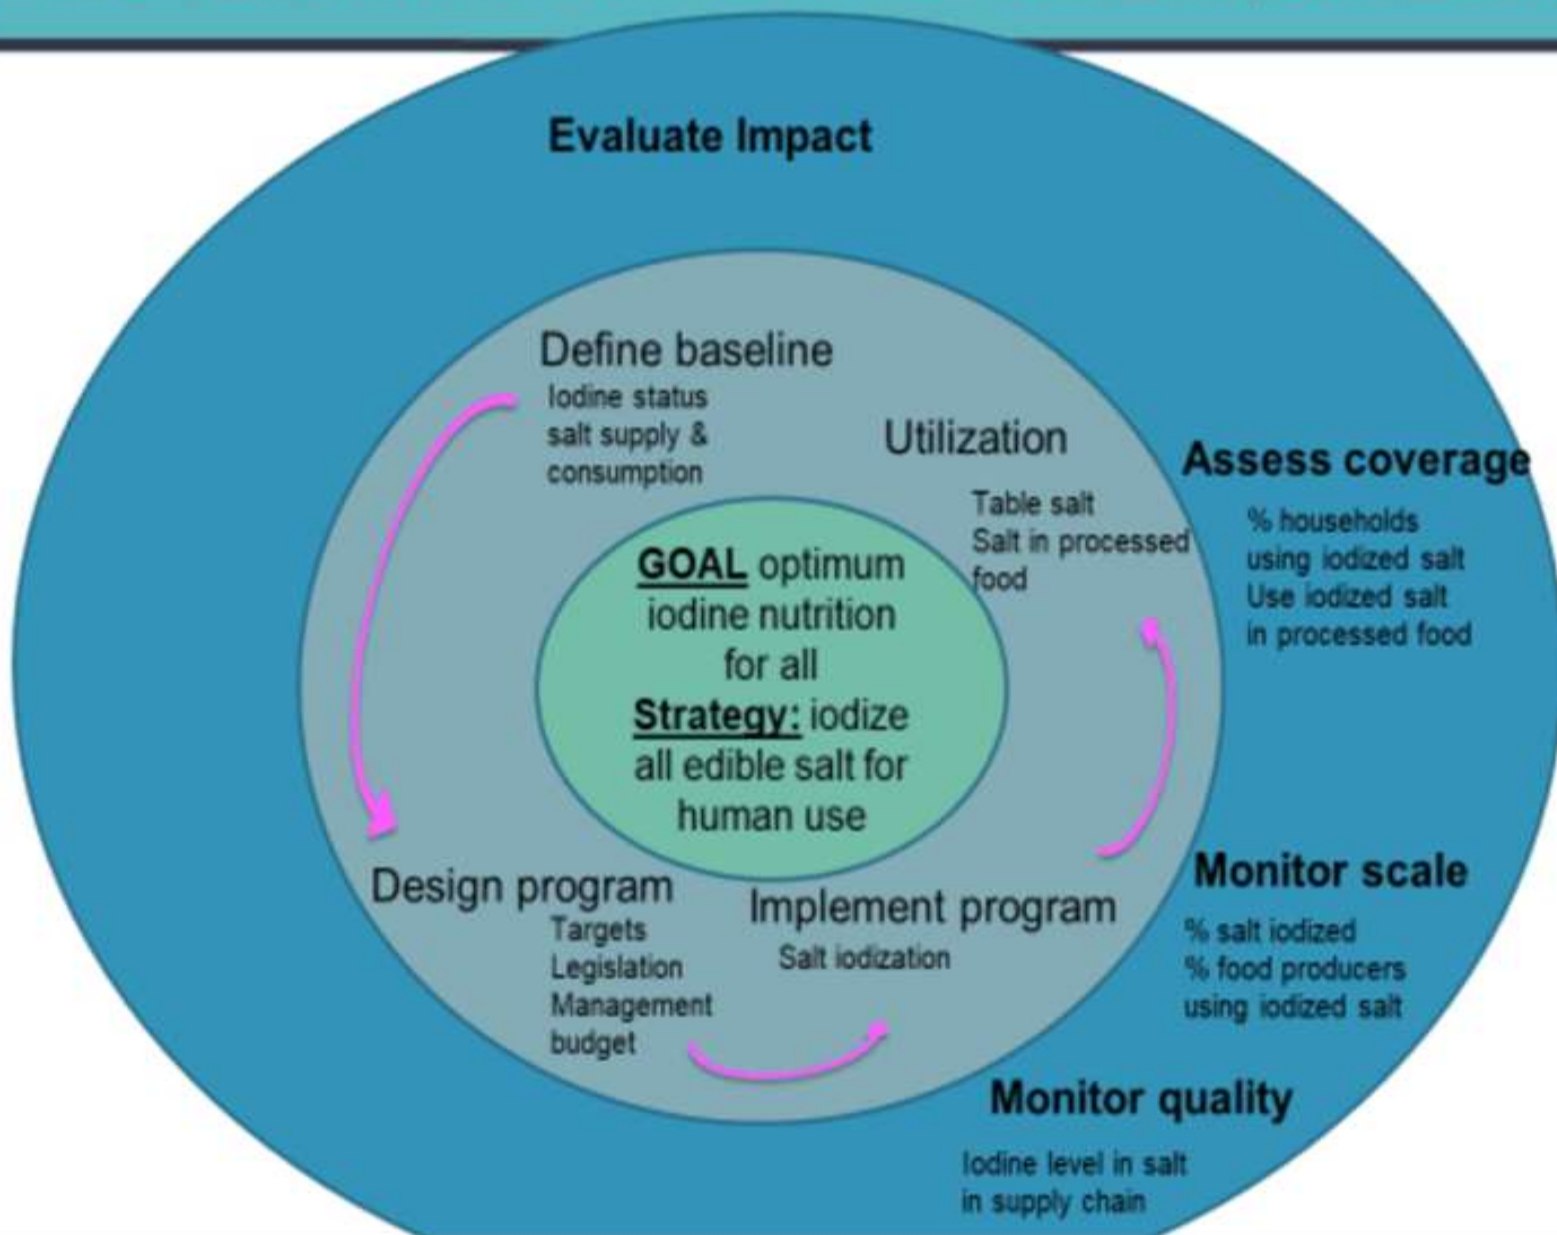 Evaluate Impact
Define baseline
Iodine status
salt supply &
consumption
Utilization
Table salt
Salt in processed
food
Assess coverage
% households
using iodized salt
Use iodized salt
in processed food
GOAL optimum
iodine nutrition
for all
Strategy: iodize
all edible salt for
human use
Design program
Targets
Legislation
Management
budget
Implement program
Salt iodization
Monitor scale
% salt iodized
% food producers
using iodized salt
Monitor quality
Iodine level in salt
in supply chain